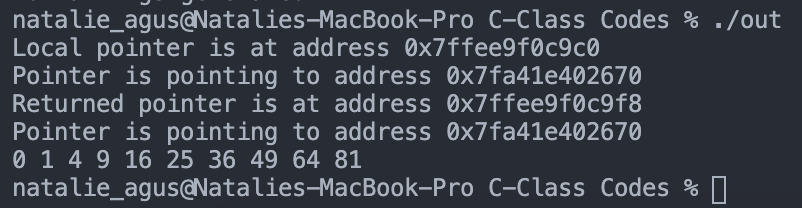 natalie_agus@Natalies-MacBook-Pro C-Class Codes % ./out
Local pointer is at address 0x7ffee9f0c9c0
Pointer is pointing to address 0x7fa41e402670
Returned pointer is at address 0x7ffee9f0c9f8
Pointer is pointing to address 0x7fa41e402670
0 1 4 9 16 25 36 49 64 81
natalie_agus@Natalies-MacBook-Pro C-Class Codes %